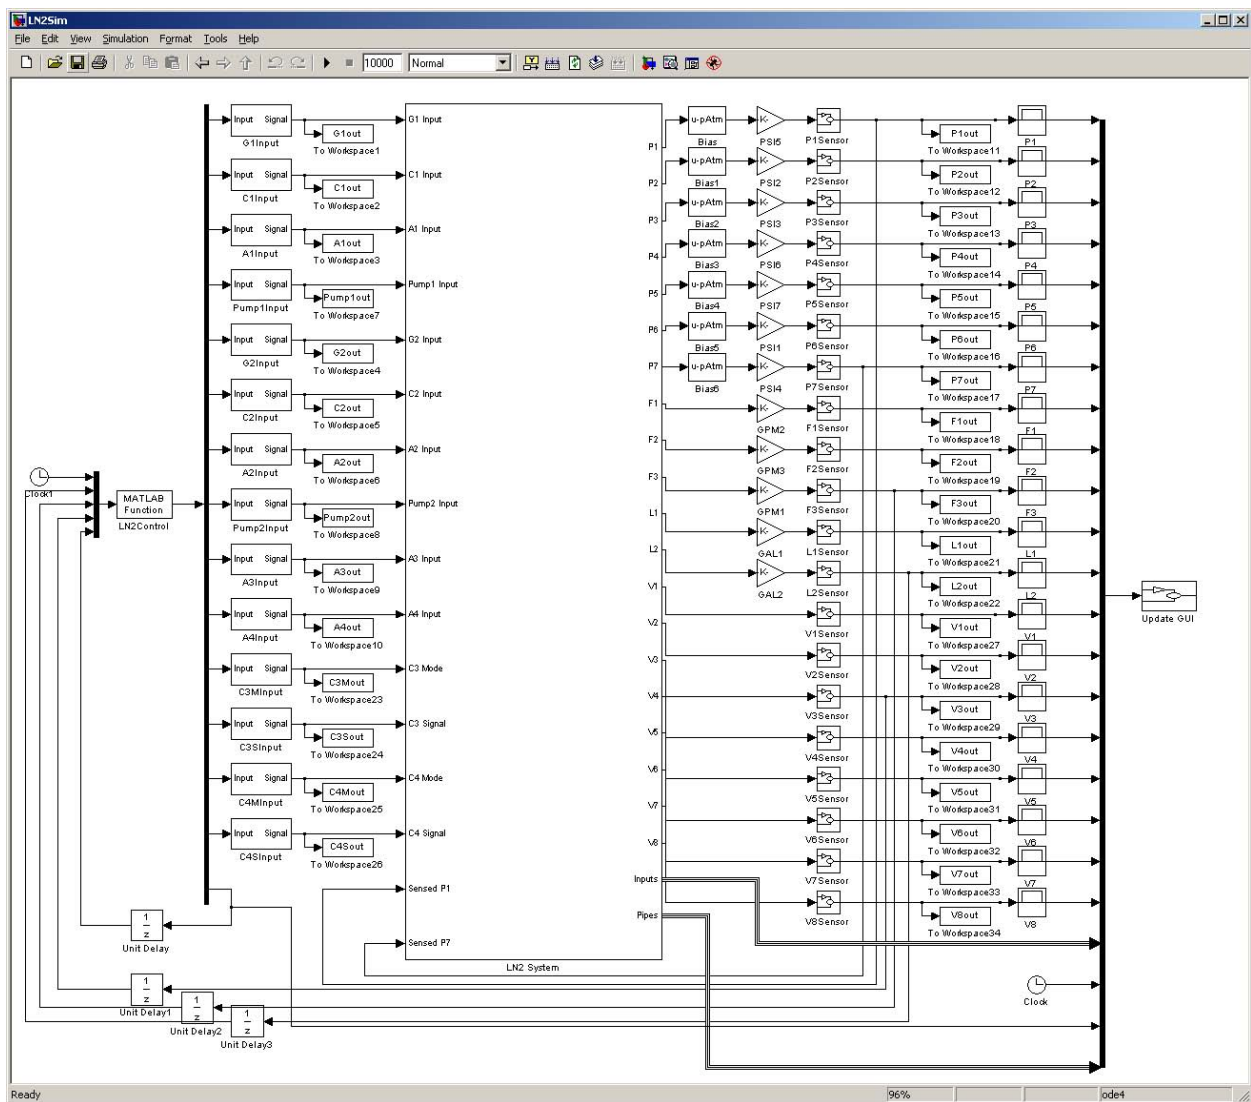 LN2Sim
File Edit View Simulation Format Tools Help
10000 Normal
Clock1
MATLAB
Function
LN2Control
Input Signal
G1Input
G1out
To Workspace1
Input Signal
C1Input
C1out
To Workspace2
Input Signal
A1Input
A1out
To Workspace3
Input Signal
Pump1Input
Pump1out
To Workspace7
Input Signal
G2Input
G2out
To Workspace4
Input Signal
C2Input
C2out
To Workspace5
Input Signal
A2Input
A2out
To Workspace6
Input Signal
Pump2Input
Pump2out
To Workspace8
Input Signal
A3Input
A3out
To Workspace9
Input Signal
A4Input
A4out
To Workspace10
Input Signal
C3MInput
C3Mout
To Workspace23
Input Signal
C3SInput
C3Sout
To Workspace24
Input Signal
C4MInput
C4Mout
To Workspace25
Input Signal
C4SInput
C4Sout
To Workspace26
G1 Input
C1 Input
A1 Input
Pump1 Input
G2 Input
C2 Input
A2 Input
Pump2 Input
A3 Input
A4 Input
C3 Mode
C3 Signal
C4 Mode
C4 Signal
Sensed P1
Sensed P7
P1
P2
P3
P4
P5
P6
P7
F1
F2
F3
L1
L2
V1
V2
V3
V4
V5
V6
V7
V8
Inputs
Pipes
LN2 System
u-pAtm
Bias
u-pAtm
Bias1
u-pAtm
Bias2
u-pAtm
Bias3
u-pAtm
Bias4
u-pAtm
Bias5
u-pAtm
Bias6
K-
PSI5
K-
PSI2
K-
PSI3
K-
PSI6
K-
PSI7
K-
PSI1
K-
PSI4
K-
GPM2
K-
GPM3
K-
GPM1
K-
GAL1
K-
GAL2
P1Sensor
P2Sensor
P3Sensor
P4Sensor
P5Sensor
P6Sensor
P7Sensor
F1Sensor
F2Sensor
F3Sensor
L1Sensor
L2Sensor
V1Sensor
V2Sensor
V3Sensor
V4Sensor
V5Sensor
V6Sensor
V7Sensor
V8Sensor
P1out
To Workspace11
P2out
To Workspace12
P3out
To Workspace13
P4out
To Workspace14
P5out
To Workspace15
P6out
To Workspace16
P7out
To Workspace17
F1out
To Workspace18
F2out
To Workspace19
F3out
To Workspace20
L1out
To Workspace21
L2out
To Workspace22
V1out
To Workspace27
V2out
To Workspace28
V3out
To Workspace29
V4out
To Workspace30
V5out
To Workspace31
V6out
To Workspace32
V7out
To Workspace33
V8out
To Workspace34
P1
P2
P3
P4
P5
P6
P7
F1
F2
F3
L1
L2
V1
V2
V3
V4
V5
V6
V7
V8
Update GUI
Clock
1
z
Unit Delay
1
z
Unit Delay1
1
z
Unit Delay2
1
z
Unit Delay3
Ready 96% ode4